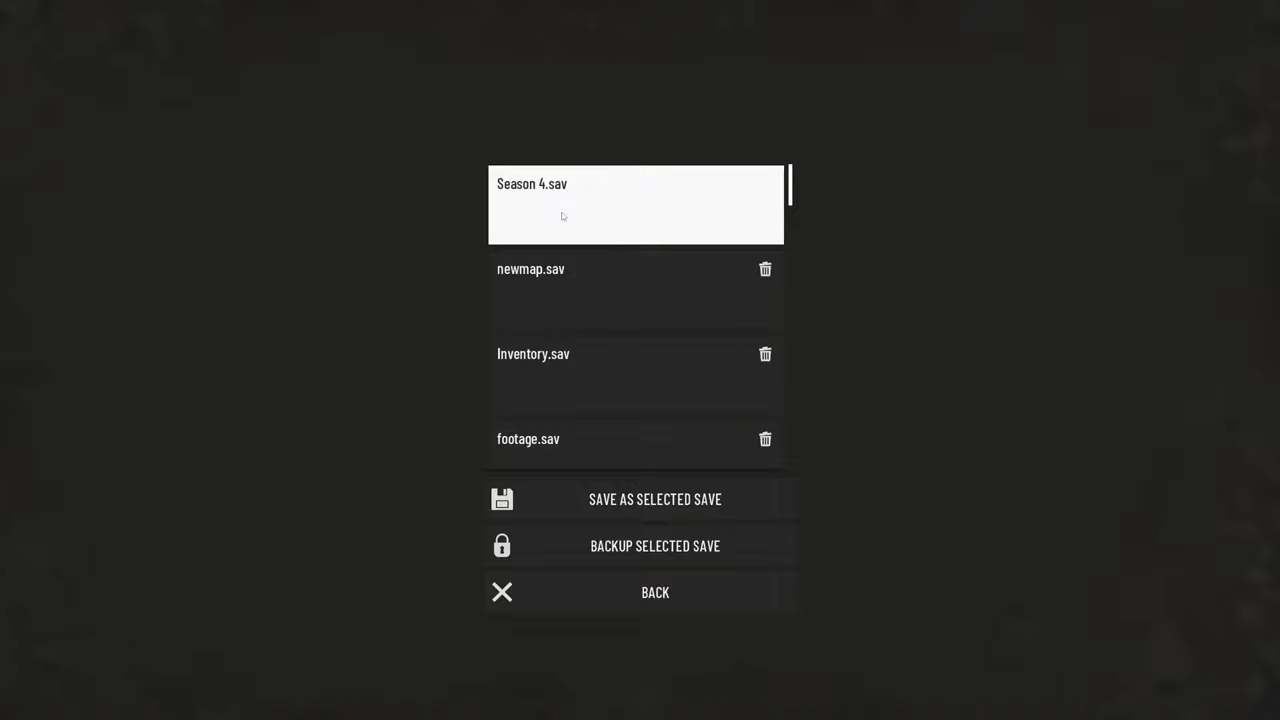 Season 4.sav
newmap.sav
Inventory.sav
footage.sav
SAVE AS SELECTED SAVE
BACKUP SELECTED SAVE
BACK